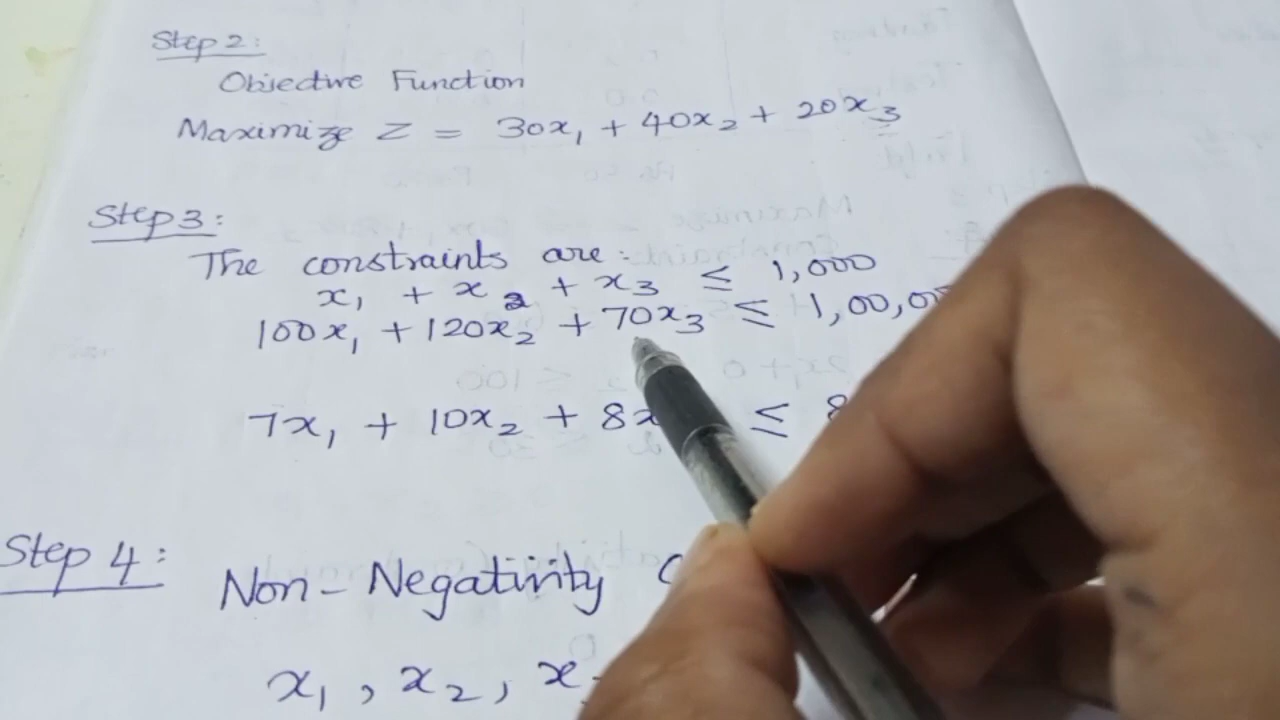 Step 2:
Objective Function
Maximize Z = 30x₁ + 40x₂ + 20x₃
Step 3:
The constraints are:
x₁ + x₂ + x₃ ≤ 1,000
100x₁ + 120x₂ + 70x₃ ≤ 1,00,00
7x₁ + 10x₂ + 8x ≤ 8
Step 4:
Non-Negativity
x₁, x₂, x